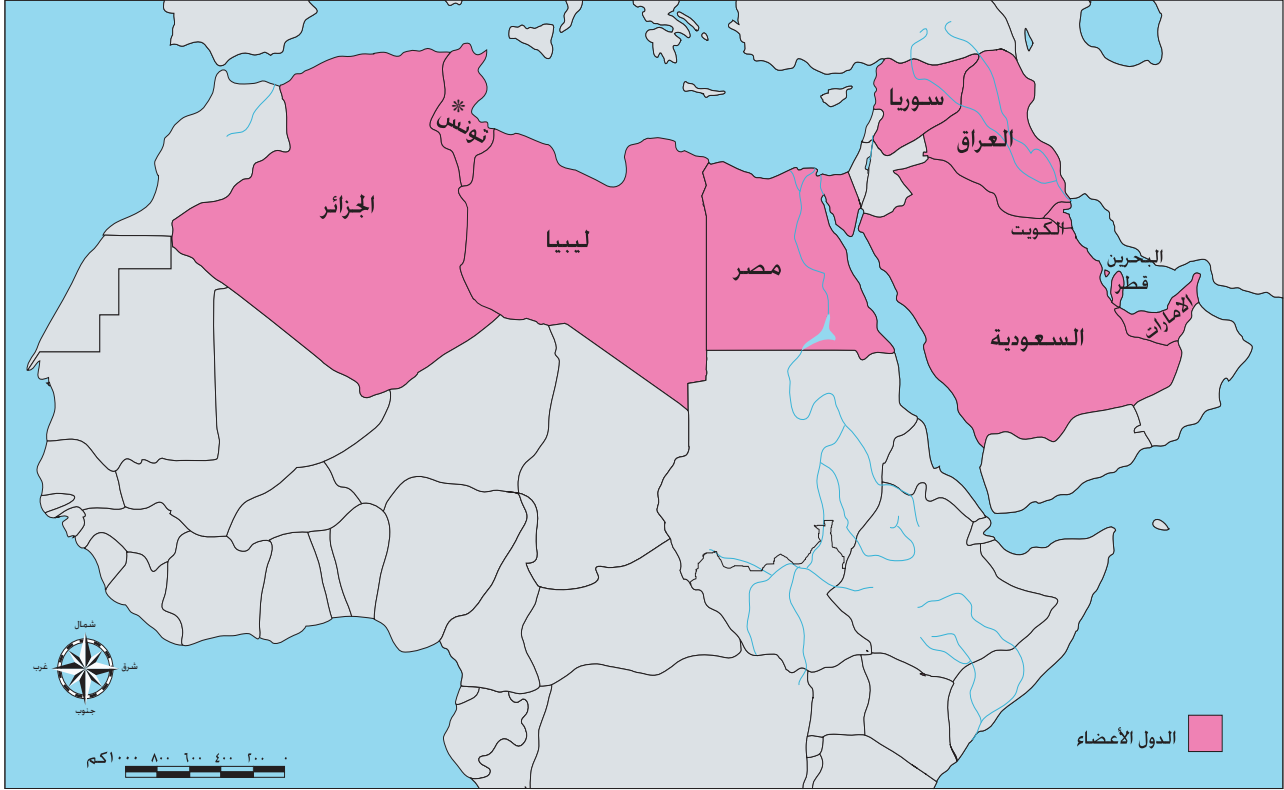 سوريا
العراق
تونس
الجزائر
ليبيا
مصر
الكويت
البحرين
قطر
الامارات
السعودية
شمال
شرق
غرب
جنوب
الدول الأعضاء
٠ ٢٠٠ ٤٠٠ ٦٠٠ ٨٠٠ ١٠٠٠كم